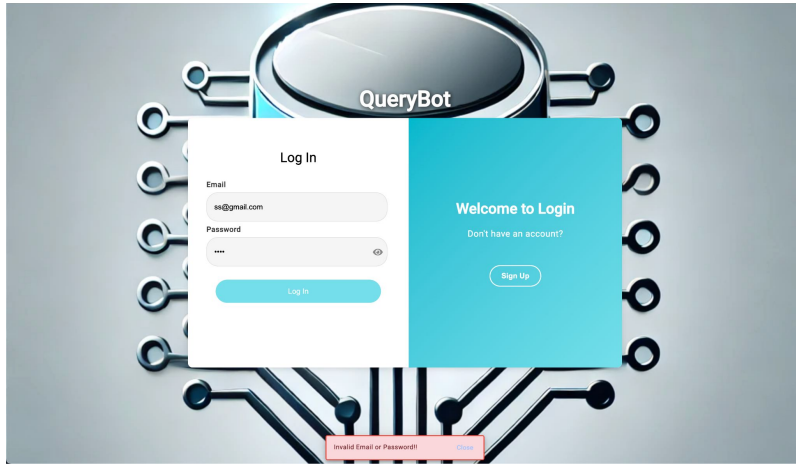 QueryBot
Log In
Email
ss@gmail.com
Password
••••
Log In
Welcome to Login
Don't have an account?
Sign Up
Invalid Email or Password!! Close